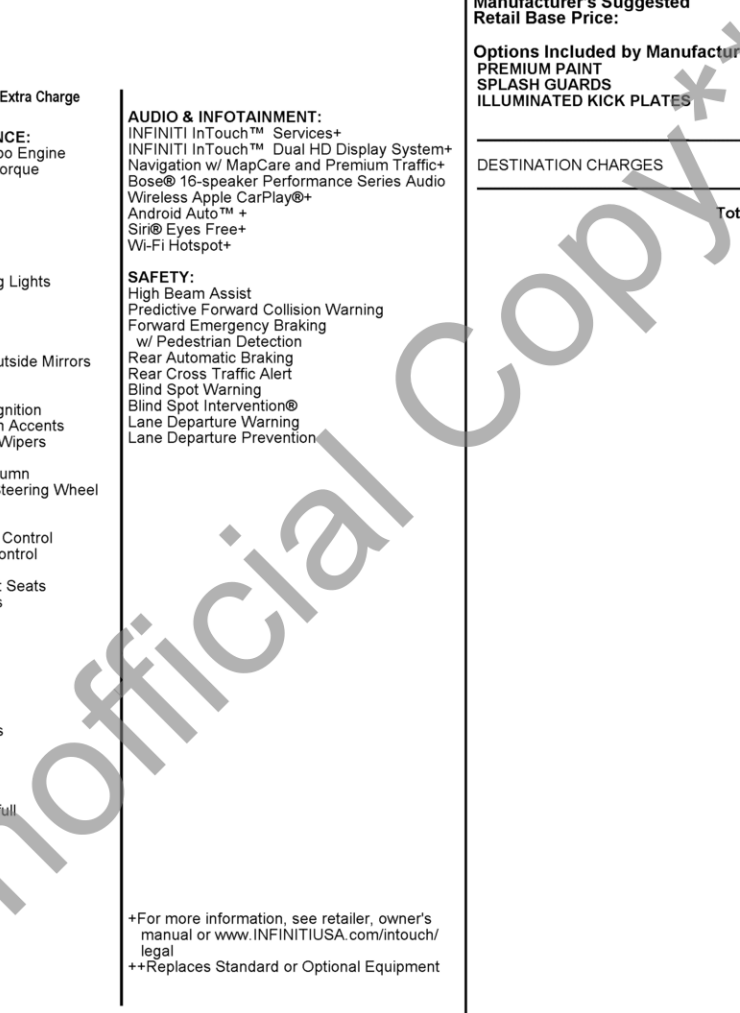 Extra Charge
NCE:
oo Engine
orque
g Lights
utside Mirrors
gnition
n Accents
Wipers
umn
Steering Wheel
Control
ontrol
t Seats
s
s
full
AUDIO & INFOTAINMENT:
INFINITI InTouch™ Services+
INFINITI InTouch™ Dual HD Display System+
Navigation w/ MapCare and Premium Traffic+
Bose® 16-speaker Performance Series Audio
Wireless Apple CarPlay®+
Android Auto™ +
Siri® Eyes Free+
Wi-Fi Hotspot+
SAFETY:
High Beam Assist
Predictive Forward Collision Warning
Forward Emergency Braking
w/ Pedestrian Detection
Rear Automatic Braking
Rear Cross Traffic Alert
Blind Spot Warning
Blind Spot Intervention®
Lane Departure Warning
Lane Departure Prevention
+For more information, see retailer, owner's
manual or www.INFINITIUSA.com/intouch/
legal
++Replaces Standard or Optional Equipment
Manufacturer's Suggested
Retail Base Price:
Options Included by Manufactur
PREMIUM PAINT
SPLASH GUARDS
ILLUMINATED KICK PLATES
DESTINATION CHARGES
Tot
nofficial Copy**